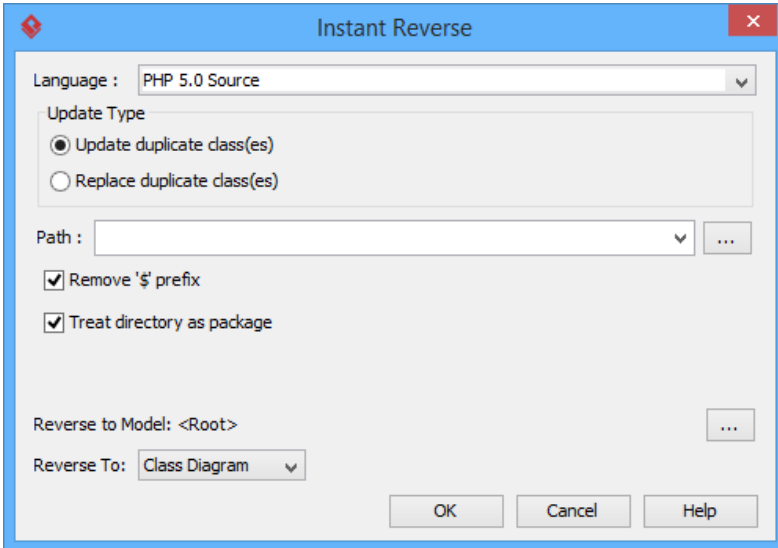 Instant Reverse
Language : PHP 5.0 Source
Update Type
Update duplicate class(es)
Replace duplicate class(es)
Path : ...
Remove '$' prefix
Treat directory as package
Reverse to Model: <Root> ...
Reverse To: Class Diagram
OK Cancel Help